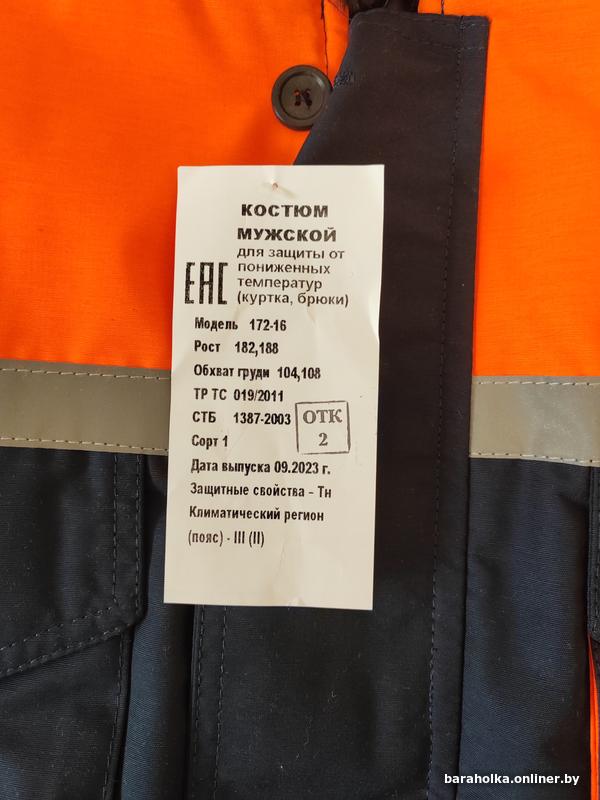 КОСТЮМ
МУЖСКОЙ
для защиты от
пониженных
температур
(куртка, брюки)
ЕАС
Модель 172-16
Рост 182,188
Обхват груди 104,108
ТР ТС 019/2011
СТБ 1387-2003
ОТК
2
Сорт 1
Дата выпуска 09.2023 г.
Защитные свойства - Тн
Климатический регион
(пояс) - III (II)
baraholka.onliner.by